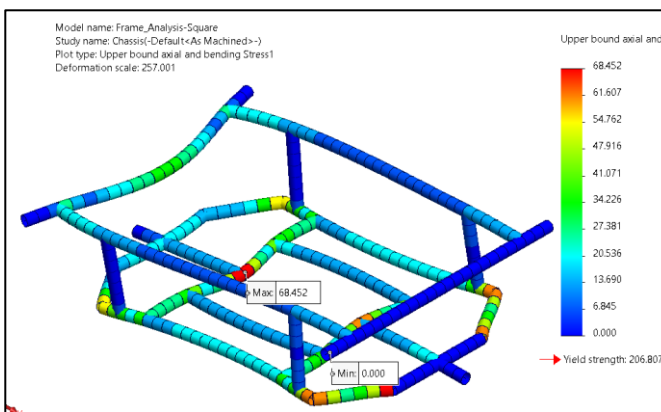 Model name: Frame_Analysis-Square
Study name: Chassis(-Default<As Machined>-)
Plot type: Upper bound axial and bending Stress1
Deformation scale: 257.001
Upper bound axial and
68.452
61.607
54.761
47.916
41.071
34.226
27.381
20.536
13.690
6.845
0.000
Yield strength: 206.807
Max: 68.452
Min: 0.000